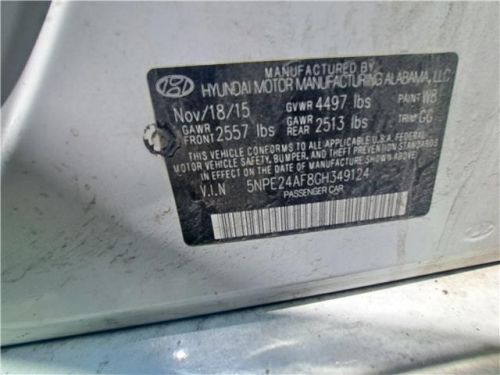 MANUFACTURED BY
HYUNDAI MOTOR MANUFACTURING ALABAMA, LLC
Nov/18/15 GVWR 4497 lbs PAINT W8
GAWR FRONT 2557 lbs GAWR REAR 2513 lbs TRIM GG
THIS VEHICLE CONFORMS TO ALL APPLICABLE U.S.A. FEDERAL
MOTOR VEHICLE SAFETY, BUMPER, AND THEFT PREVENTION STANDARDS
IN EFFECT ON THE DATE OF MANUFACTURE SHOWN ABOVE.
V.I.N 5NPE24AF8GH349124
PASSENGER CAR